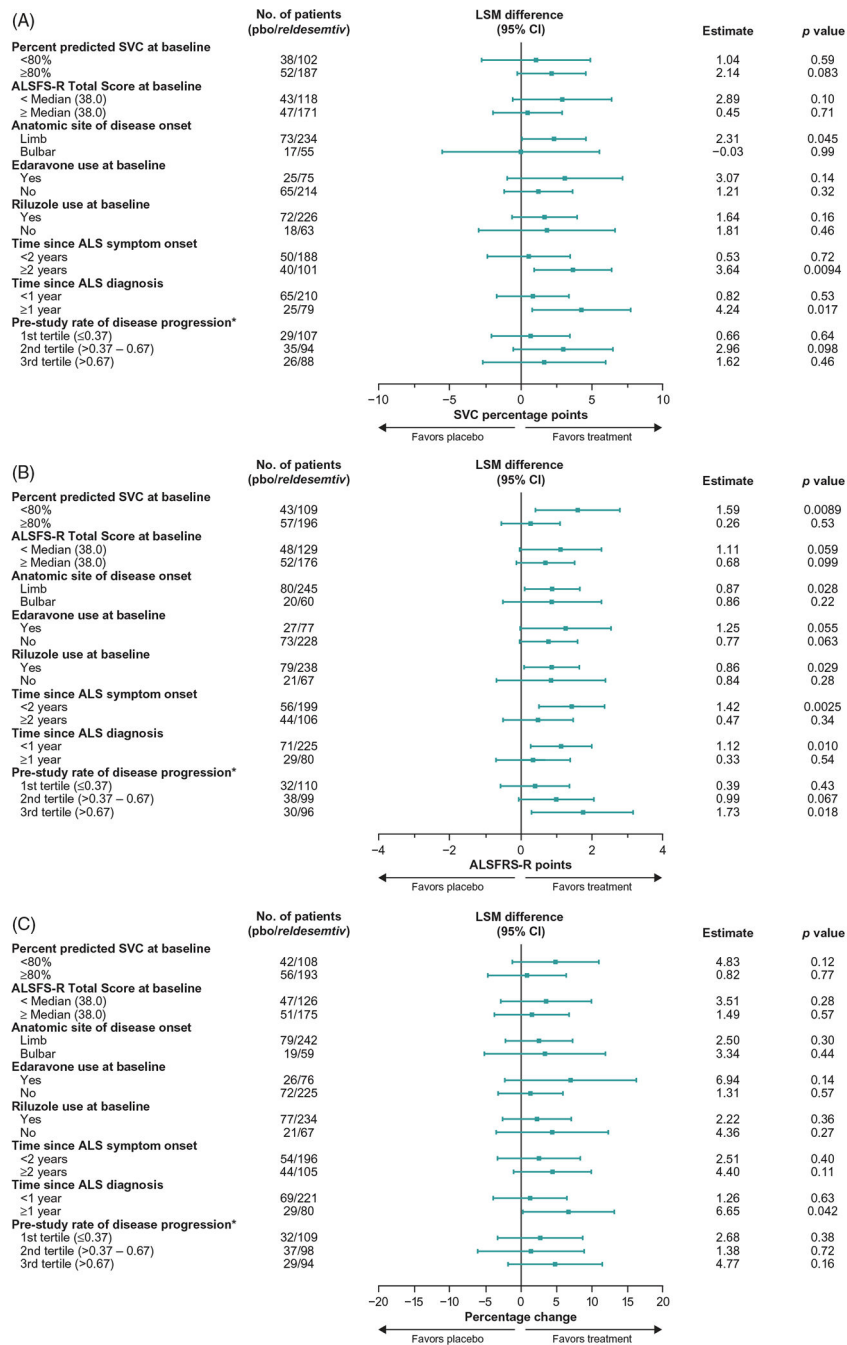 (A)
No. of patients (pbo/reldesemtiv) LSM difference (95% CI) Estimate p value
Percent predicted SVC at baseline
<80% 38/102 1.04 0.59
≥80% 52/187 2.14 0.083
ALSFS-R Total Score at baseline
< Median (38.0) 43/118 2.89 0.10
≥ Median (38.0) 47/171 0.45 0.71
Anatomic site of disease onset
Limb 73/234 2.31 0.045
Bulbar 17/55 −0.03 0.99
Edaravone use at baseline
Yes 25/75 3.07 0.14
No 65/214 1.21 0.32
Riluzole use at baseline
Yes 72/226 1.64 0.16
No 18/63 1.81 0.46
Time since ALS symptom onset
<2 years 50/188 0.53 0.72
≥2 years 40/101 3.64 0.0094
Time since ALS diagnosis
<1 year 65/210 0.82 0.53
≥1 year 25/79 4.24 0.017
Pre-study rate of disease progression*
1st tertile (≤0.37) 29/107 0.66 0.64
2nd tertile (>0.37 – 0.67) 35/94 2.96 0.098
3rd tertile (>0.67) 26/88 1.62 0.46
−10 −5 0 5 10
SVC percentage points
Favors placebo Favors treatment
(B)
No. of patients (pbo/reldesemtiv) LSM difference (95% CI) Estimate p value
Percent predicted SVC at baseline
<80% 43/109 1.59 0.0089
≥80% 57/196 0.26 0.53
ALSFS-R Total Score at baseline
< Median (38.0) 48/129 1.11 0.059
≥ Median (38.0) 52/176 0.68 0.099
Anatomic site of disease onset
Limb 80/245 0.87 0.028
Bulbar 20/60 0.86 0.22
Edaravone use at baseline
Yes 27/77 1.25 0.055
No 73/228 0.77 0.063
Riluzole use at baseline
Yes 79/238 0.86 0.029
No 21/67 0.84 0.28
Time since ALS symptom onset
<2 years 56/199 1.42 0.0025
≥2 years 44/106 0.47 0.34
Time since ALS diagnosis
<1 year 71/225 1.12 0.010
≥1 year 29/80 0.33 0.54
Pre-study rate of disease progression*
1st tertile (≤0.37) 32/110 0.39 0.43
2nd tertile (>0.37 – 0.67) 38/99 0.99 0.067
3rd tertile (>0.67) 30/96 1.73 0.018
−4 −2 0 2 4
ALSFRS-R points
Favors placebo Favors treatment
(C)
No. of patients (pbo/reldesemtiv) LSM difference (95% CI) Estimate p value
Percent predicted SVC at baseline
<80% 42/108 4.83 0.12
≥80% 56/193 0.82 0.77
ALSFS-R Total Score at baseline
< Median (38.0) 47/126 3.51 0.28
≥ Median (38.0) 51/175 1.49 0.57
Anatomic site of disease onset
Limb 79/242 2.50 0.30
Bulbar 19/59 3.34 0.44
Edaravone use at baseline
Yes 26/76 6.94 0.14
No 72/225 1.31 0.57
Riluzole use at baseline
Yes 77/234 2.22 0.36
No 21/67 4.36 0.27
Time since ALS symptom onset
<2 years 54/196 2.51 0.40
≥2 years 44/105 4.40 0.11
Time since ALS diagnosis
<1 year 69/221 1.26 0.63
≥1 year 29/80 6.65 0.042
Pre-study rate of disease progression*
1st tertile (≤0.37) 32/109 2.68 0.38
2nd tertile (>0.37 – 0.67) 37/98 1.38 0.72
3rd tertile (>0.67) 29/94 4.77 0.16
−20 −15 −10 −5 0 5 10 15 20
Percentage change
Favors placebo Favors treatment